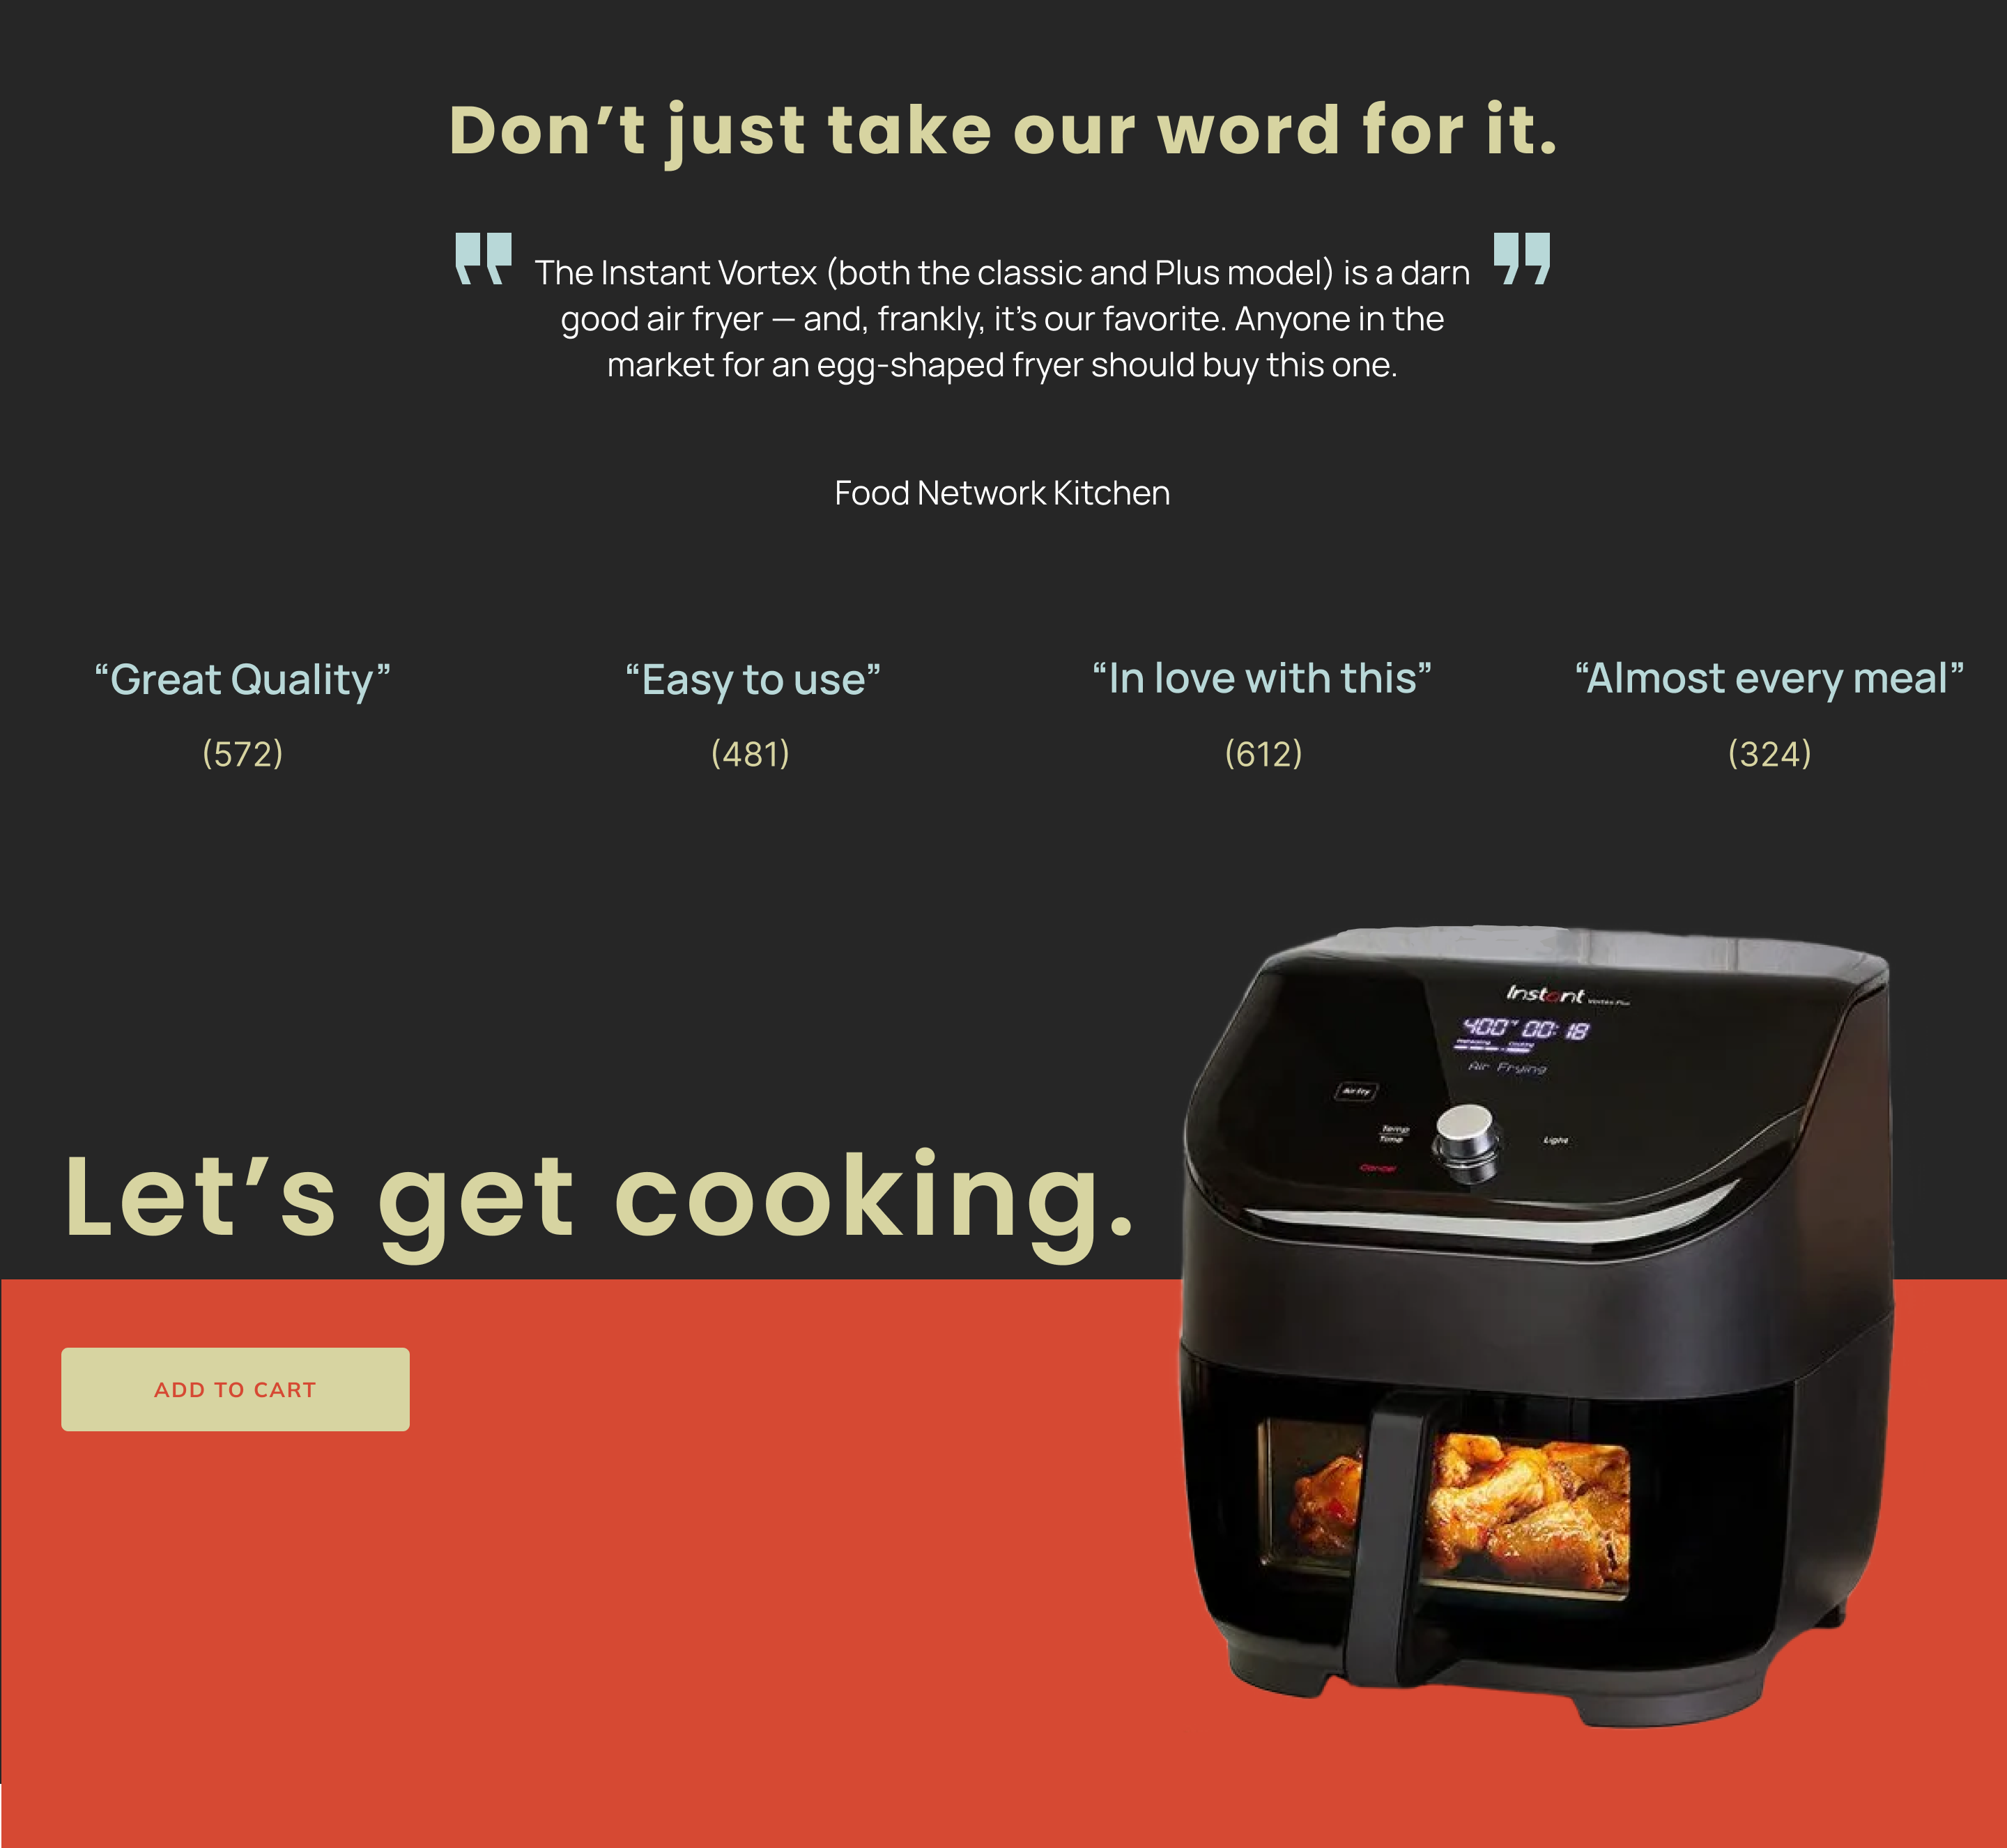 Don’t just take our word for it.
❜❜ The Instant Vortex (both the classic and Plus model) is a darn ❜❜
good air fryer — and, frankly, it’s our favorite. Anyone in the
market for an egg-shaped fryer should buy this one.
Food Network Kitchen
“Great Quality” “Easy to use” “In love with this” “Almost every meal”
(572) (481) (612) (324)
Instant Vortex Plus
400°F 00:18
Preheating Cooking
Air Frying
Air Fry
Temp
Time
Light
Cancel
Let’s get cooking.
ADD TO CART